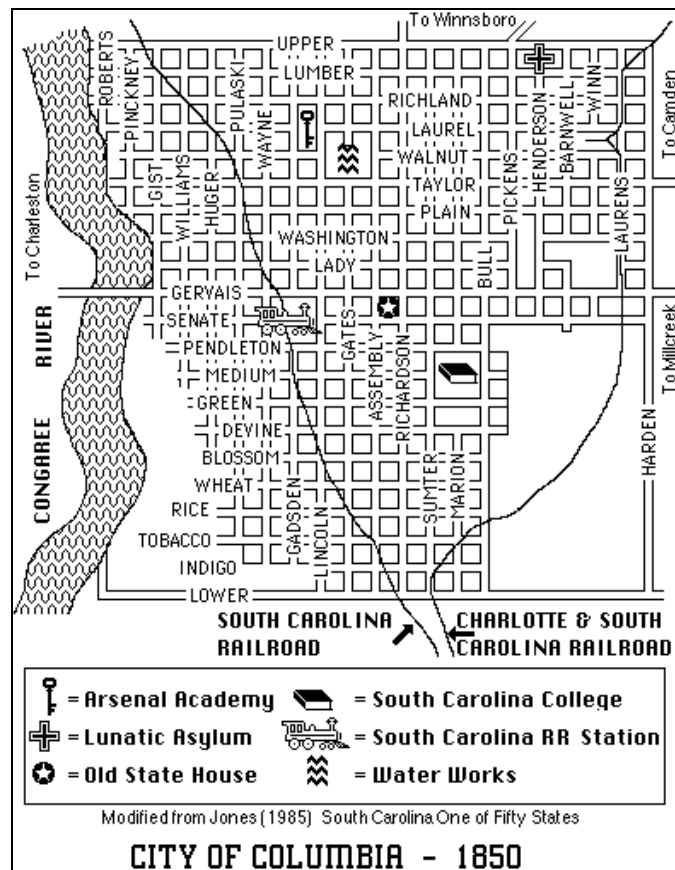 To Winnsboro
UPPER
LUMBER
RICHLAND
LAUREL
WALNUT
TAYLOR
PLAIN
WASHINGTON
LADY
GERVAIS
SENATE
PENDLETON
MEDIUM
GREEN
DEVINE
BLOSSOM
WHEAT
RICE
TOBACCO
INDIGO
LOWER
ROBERTS
PINCKNEY
GIST
WILLIAMS
HUGER
PULASKI
WAYNE
GADSDEN
LINCOLN
GATES
ASSEMBLY
RICHARDSON
SUMTER
MARION
BULL
PICKENS
HENDERSON
BARNWELL
WINN
LAURENS
HARDEN
To Charleston
To Camden
To Millcreek
CONGAREE RIVER
SOUTH CAROLINA
RAILROAD
CHARLOTTE & SOUTH
CAROLINA RAILROAD
= Arsenal Academy
= South Carolina College
= Lunatic Asylum
= South Carolina RR Station
= Old State House
= Water Works
Modified from Jones (1985) South Carolina One of Fifty States
CITY OF COLUMBIA - 1850